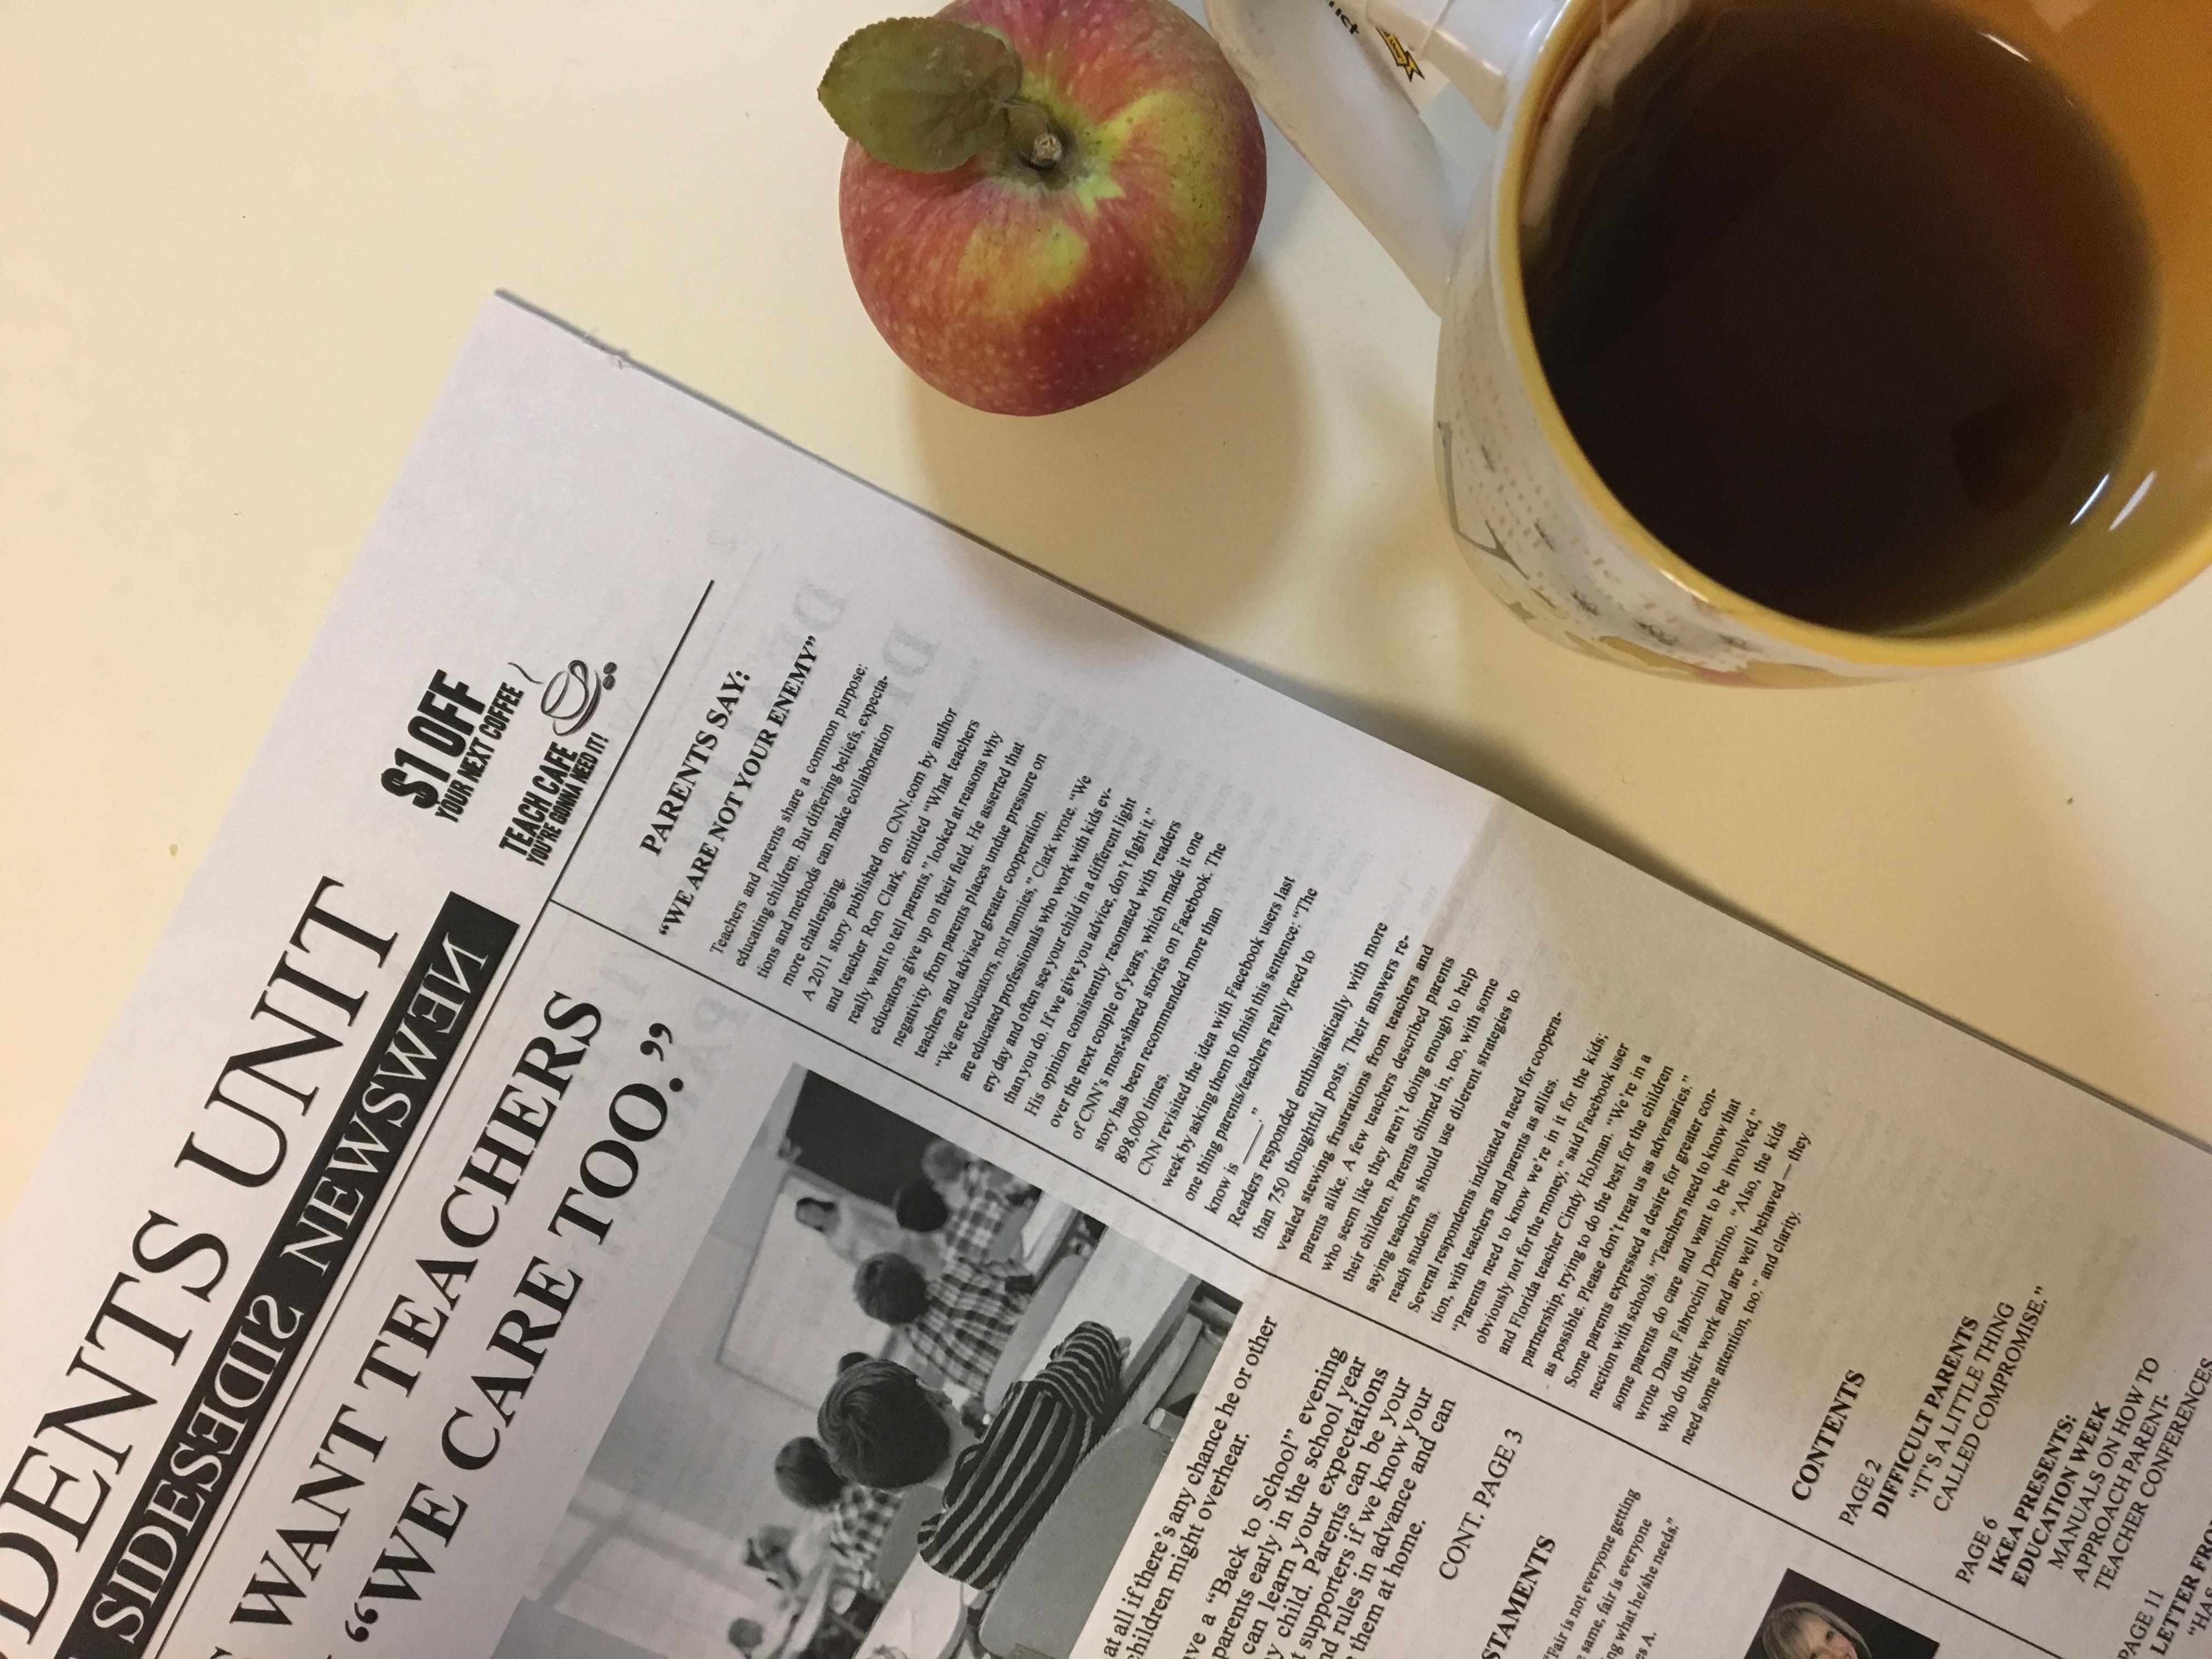 DENTS UNIT
SIDESEDIS NEWSWEN
WANT TEACHERS
“WE CARE TOO.”
$1 OFF
YOUR NEXT COFFEE
TEACH CAFE
YOU'RE GONNA NEED IT!
at all if there’s any chance he or other
children might overhear.
ave a “Back to School” evening
parents early in the school year
can learn your expectations
y child. Parents can be your
t supporters if we know your
nd rules in advance and can
e them at home.
CONT. PAGE 3
STAMENTS
“Fair is not everyone getting
e same, fair is everyone
ing what he/she needs.”
es A.
PARENTS SAY:
“WE ARE NOT YOUR ENEMY”
Teachers and parents share a common purpose:
educating children. But differing beliefs, expecta-
tions and methods can make collaboration
more challenging.
A 2011 story published on CNN.com by author
and teacher Ron Clark, entitled “What teachers
really want to tell parents,” looked at reasons why
educators give up on their field. He asserted that
negativity from parents places undue pressure on
teachers and advised greater cooperation.
“We are educators, not nannies,” Clark wrote. “We
are educated professionals who work with kids ev-
ery day and often see your child in a different light
than you do. If we give you advice, don’t fight it.”
His opinion consistently resonated with readers
over the next couple of years, which made it one
of CNN’s most-shared stories on Facebook. The
story has been recommended more than
898,000 times.
CNN revisited the idea with Facebook users last
week by asking them to finish this sentence: “The
one thing parents/teachers really need to
know is _____.”
Readers responded enthusiastically with more
than 750 thoughtful posts. Their answers re-
vealed stewing frustrations from teachers and
parents alike. A few teachers described parents
who seem like they aren’t doing enough to help
their children. Parents chimed in, too, with some
saying teachers should use diJerent strategies to
reach students.
Several respondents indicated a need for coopera-
tion, with teachers and parents as allies.
“Parents need to know we’re in it for the kids;
obviously not for the money,” said Facebook user
and Florida teacher Cindy HoJman. “We’re in a
partnership, trying to do the best for the children
as possible. Please don’t treat us as adversaries.”
Some parents expressed a desire for greater con-
nection with schools. “Teachers need to know that
some parents do care and want to be involved,”
wrote Dana Fabrocini Dentino. “Also, the kids
who do their work and are well behaved — they
need some attention, too.” and clarity.
CONTENTS
PAGE 2
DIFFICULT PARENTS
“IT’S A LITTLE THING
CALLED COMPROMISE.”
PAGE 6
IKEA PRESENTS:
EDUCATION WEEK
MANUALS ON HOW TO
APPROACH PARENT-
TEACHER CONFERENCES
PAGE 11
LETTER FRO
“HAS